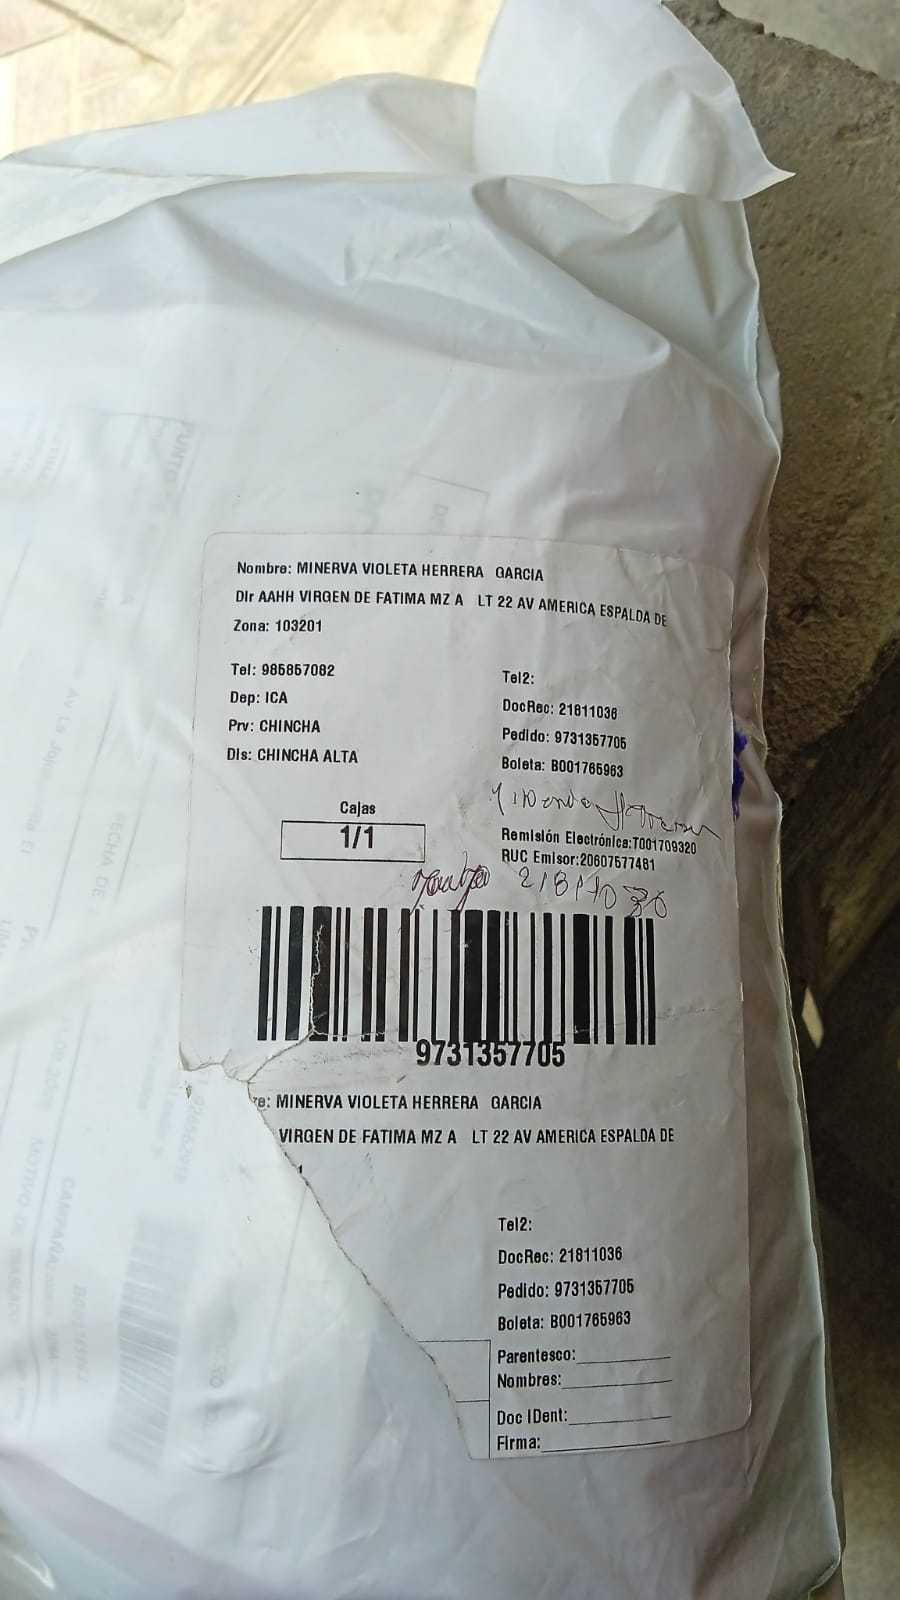 Nombre: MINERVA VIOLETA HERRERA GARCIA
Dir AAHH VIRGEN DE FATIMA MZ A LT 22 AV AMERICA ESPALDA DE
Zona: 103201
Tel: 985857082
Tel2:
Dep: ICA
DocRec: 21811036
Prv: CHINCHA
Pedido: 9731357705
Dis: CHINCHA ALTA
Boleta: B001765963
Cajas
1/1
Remisión Electrónica:T001709320
RUC Emisor:20607577481
9731357705
re: MINERVA VIOLETA HERRERA GARCIA
VIRGEN DE FATIMA MZ A LT 22 AV AMERICA ESPALDA DE
Tel2:
DocRec: 21811036
Pedido: 9731357705
Boleta: B001765963
Parentesco:
Nombres:
Doc IDent:
Firma: